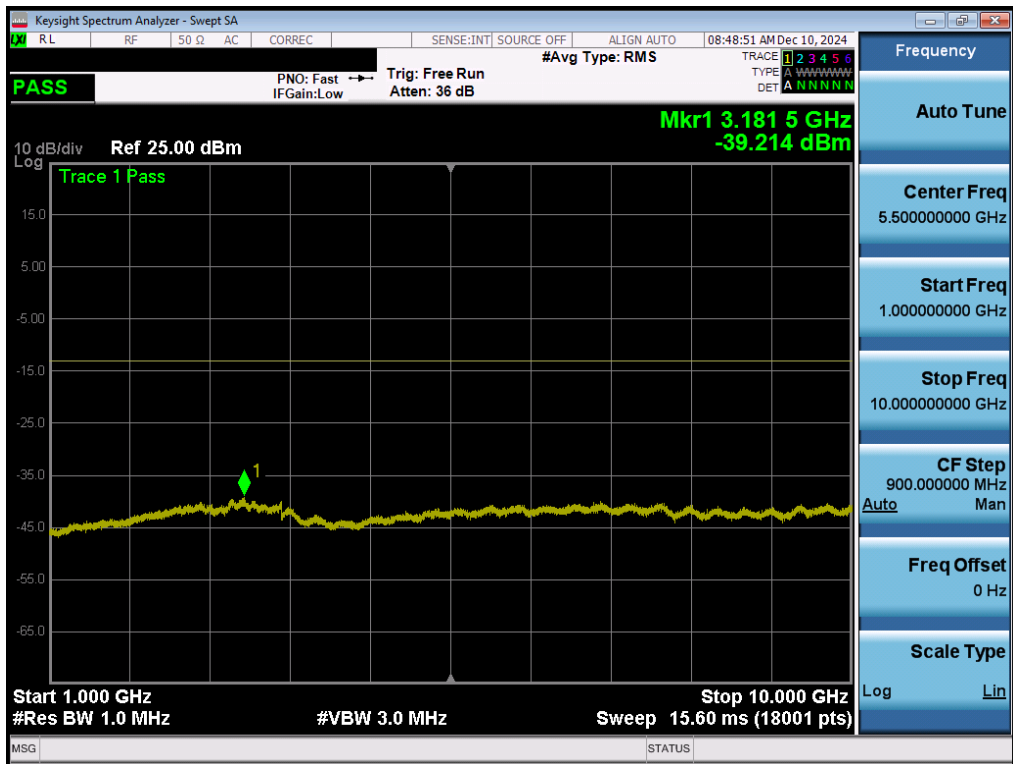 Keysight Spectrum Analyzer - Swept SA
LXI RL RF 50 Ω AC CORREC SENSE:INT SOURCE OFF ALIGN AUTO 08:48:51 AM Dec 10, 2024
#Avg Type: RMS
TRACE 1 2 3 4 5 6
TYPE A WWWWW
DET A N N N N N
PASS
PNO: Fast
IFGain:Low
Trig: Free Run
Atten: 36 dB
Mkr1 3.181 5 GHz
-39.214 dBm
10 dB/div
Log
Ref 25.00 dBm
Trace 1 Pass
15.0
5.00
-5.00
-15.0
-25.0
-35.0
-45.0
-55.0
-65.0
1
Start 1.000 GHz
Stop 10.000 GHz
#Res BW 1.0 MHz
#VBW 3.0 MHz
Sweep 15.60 ms (18001 pts)
MSG
STATUS
Frequency
Auto Tune
Center Freq
5.500000000 GHz
Start Freq
1.000000000 GHz
Stop Freq
10.000000000 GHz
CF Step
900.000000 MHz
Auto Man
Freq Offset
0 Hz
Scale Type
Log Lin